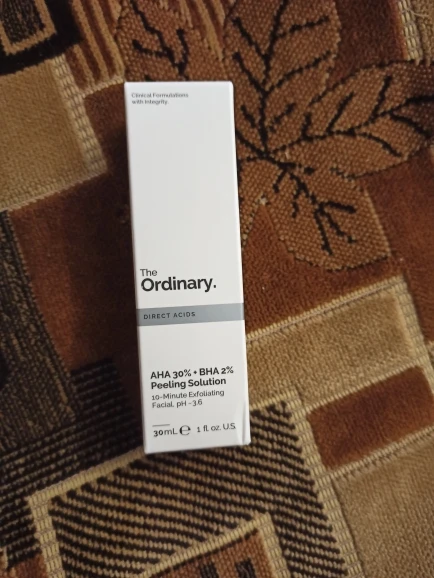 Clinical Formulations
with Integrity.
The
Ordinary.
DIRECT ACIDS
AHA 30% + BHA 2%
Peeling Solution
10-Minute Exfoliating
Facial, pH ~3.6
30mL ℮ 1 fl. oz. U.S.